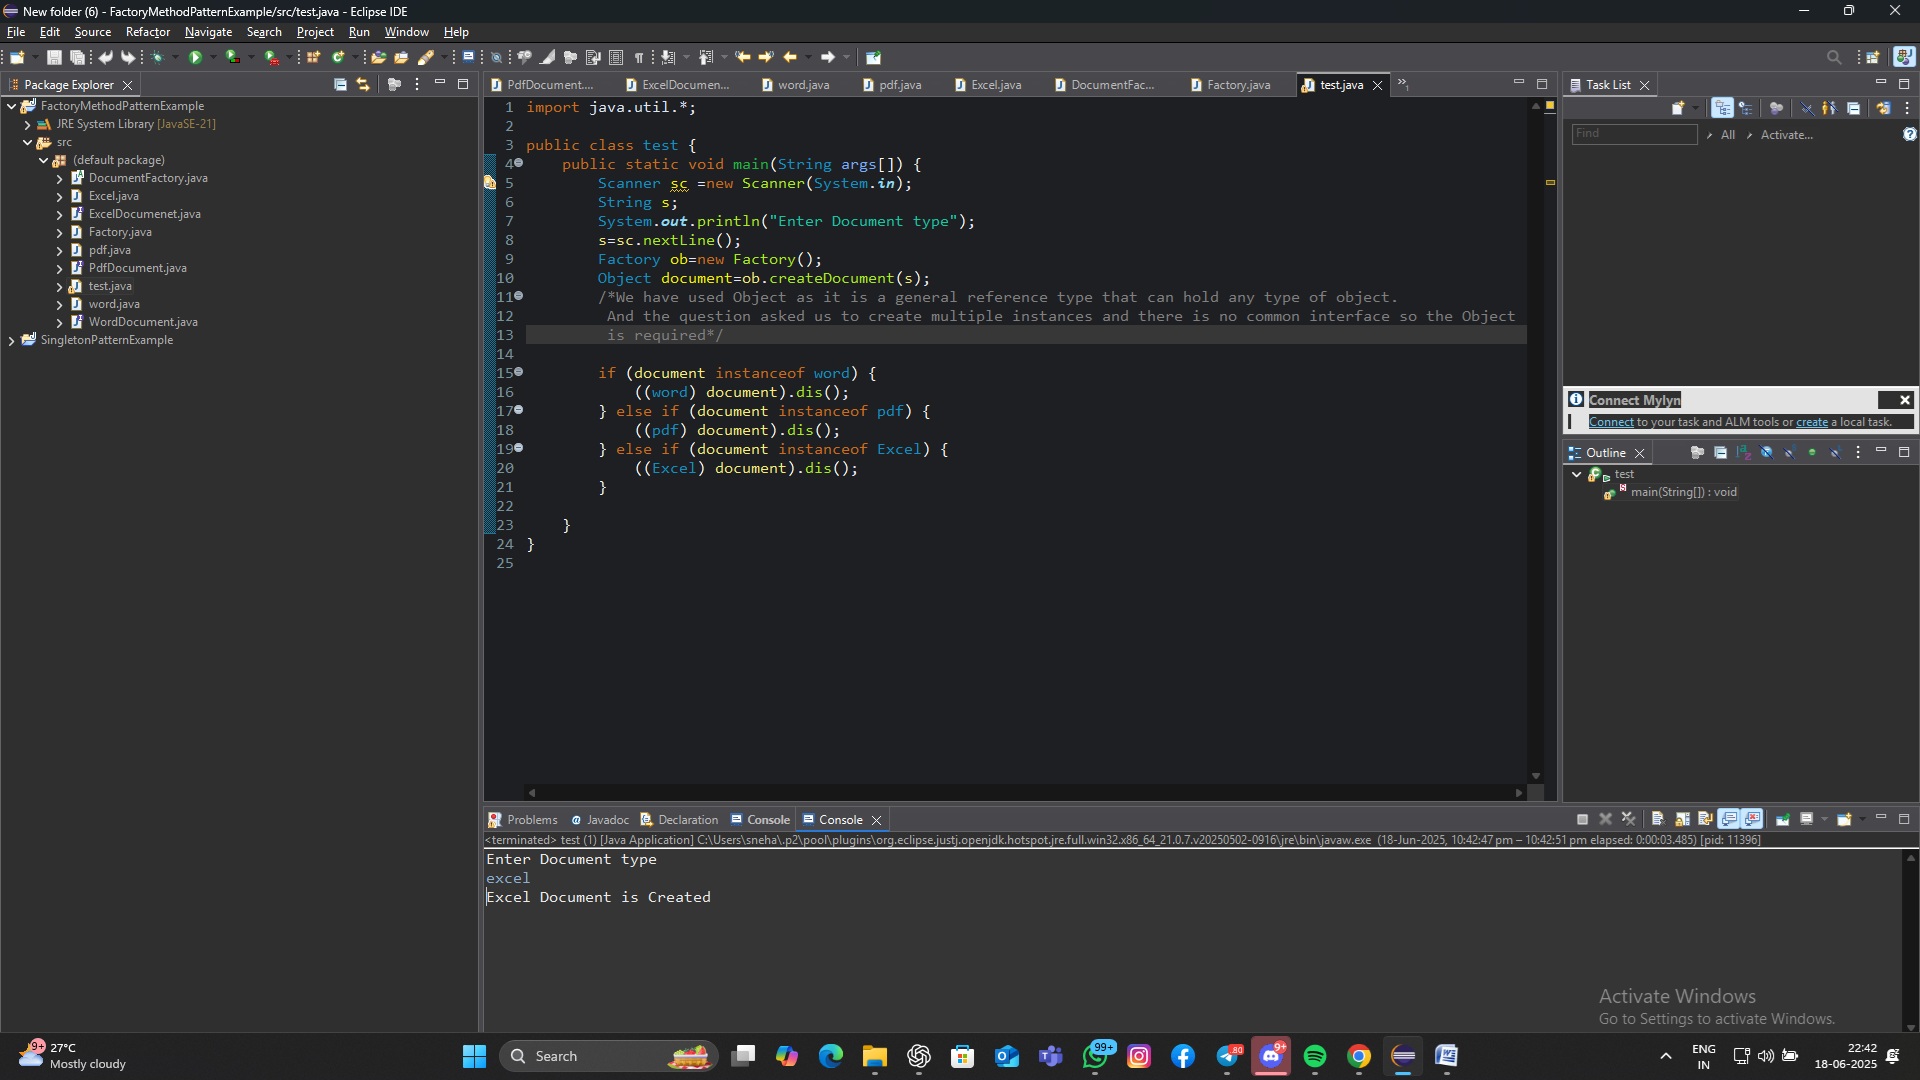 New folder (6) - FactoryMethodPatternExample/src/test.java - Eclipse IDE
File Edit Source Refactor Navigate Search Project Run Window Help
Package Explorer
FactoryMethodPatternExample
JRE System Library [JavaSE-21]
src
(default package)
DocumentFactory.java
Excel.java
ExcelDocumenet.java
Factory.java
pdf.java
PdfDocument.java
test.java
word.java
WordDocument.java
SingletonPatternExample
PdfDocument.... ExcelDocumen... word.java pdf.java Excel.java DocumentFac... Factory.java test.java »1
1 import java.util.*;
2
3 public class test {
4 public static void main(String args[]) {
5 Scanner sc =new Scanner(System.in);
6 String s;
7 System.out.println("Enter Document type");
8 s=sc.nextLine();
9 Factory ob=new Factory();
10 Object document=ob.createDocument(s);
11 /*We have used Object as it is a general reference type that can hold any type of object.
12 And the question asked us to create multiple instances and there is no common interface so the Object
13 is required*/
14
15 if (document instanceof word) {
16 ((word) document).dis();
17 } else if (document instanceof pdf) {
18 ((pdf) document).dis();
19 } else if (document instanceof Excel) {
20 ((Excel) document).dis();
21 }
22
23 }
24 }
25
Task List
Find All Activate...
Connect Mylyn
Connect to your task and ALM tools or create a local task.
Outline
test
main(String[]) : void
Problems Javadoc Declaration Console Console
<terminated> test (1) [Java Application] C:\Users\sneha\.p2\pool\plugins\org.eclipse.justj.openjdk.hotspot.jre.full.win32.x86_64_21.0.7.v20250502-0916\jre\bin\javaw.exe (18-Jun-2025, 10:42:47 pm – 10:42:51 pm elapsed: 0:00:03.485) [pid: 11396]
Enter Document type
excel
Excel Document is Created
Activate Windows
Go to Settings to activate Windows.
9+
27°C
Mostly cloudy
Search
99+
80
9+
ENG
IN
22:42
18-06-2025